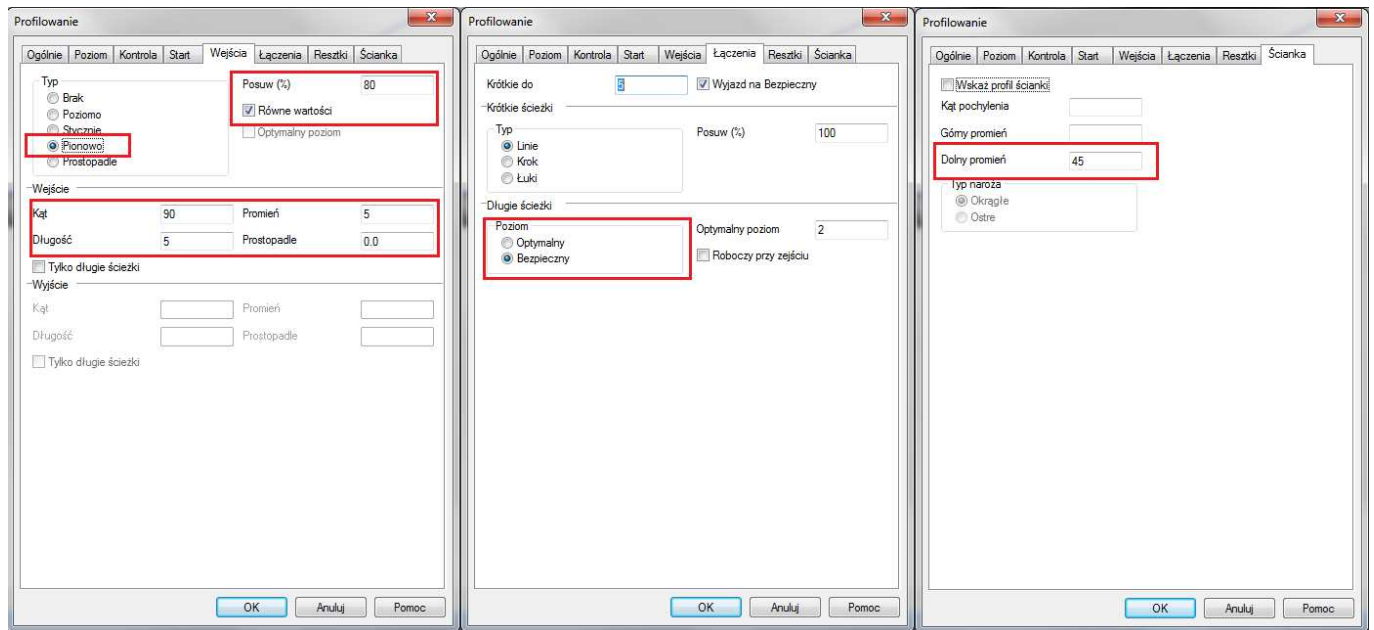 Profilowanie
Ogólnie Poziom Kontrola Start Wejścia Łączenia Resztki Ścianka
Typ
Brak
Poziomo
Stycznie
Pionowo
Prostopadle
Posuw (%) 80
Równe wartości
Optymalny poziom
Wejście
Kąt 90 Promień 5
Długość 5 Prostopadle 0.0
Tylko długie ścieżki
Wyjście
Kąt Promień
Długość Prostopadle
Tylko długie ścieżki
OK Anuluj Pomoc
Profilowanie
Ogólnie Poziom Kontrola Start Wejścia Łączenia Resztki Ścianka
Krótkie do 5 Wyjazd na Bezpieczny
Krótkie ścieżki
Typ
Linie
Krok
Łuki
Posuw (%) 100
Długie ścieżki
Poziom
Optymalny
Bezpieczny
Optymalny poziom 2
Roboczy przy zejściu
OK Anuluj Pomoc
Profilowanie
Ogólnie Poziom Kontrola Start Wejścia Łączenia Resztki Ścianka
Wskaż profil ścianki
Kąt pochylenia
Górny promień
Dolny promień 45
Typ naroża
Okrągłe
Ostre
OK Anuluj Pomoc